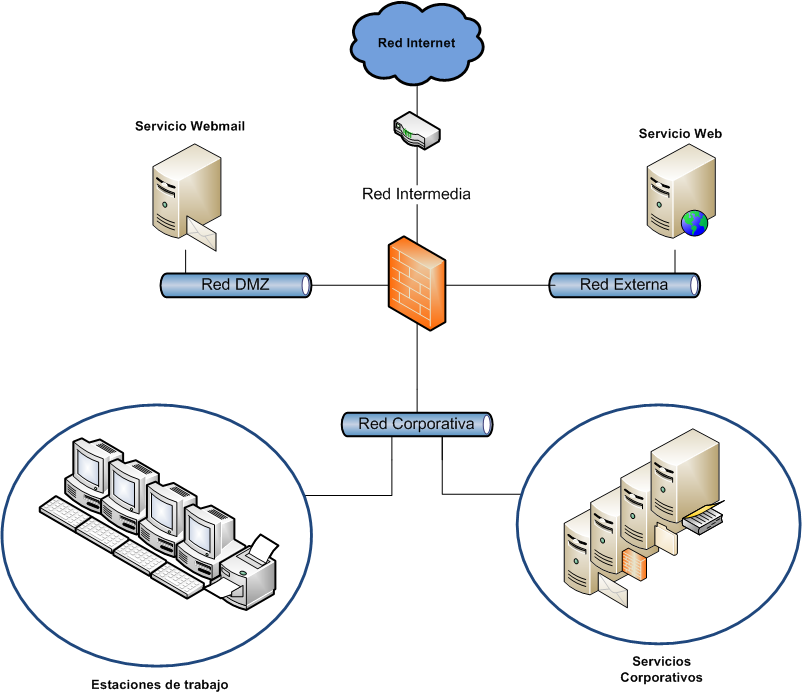 Red Internet
Servicio Webmail
Servicio Web
Red Intermedia
Red DMZ
Red Externa
Red Corporativa
Estaciones de trabajo
Servicios
Corporativos